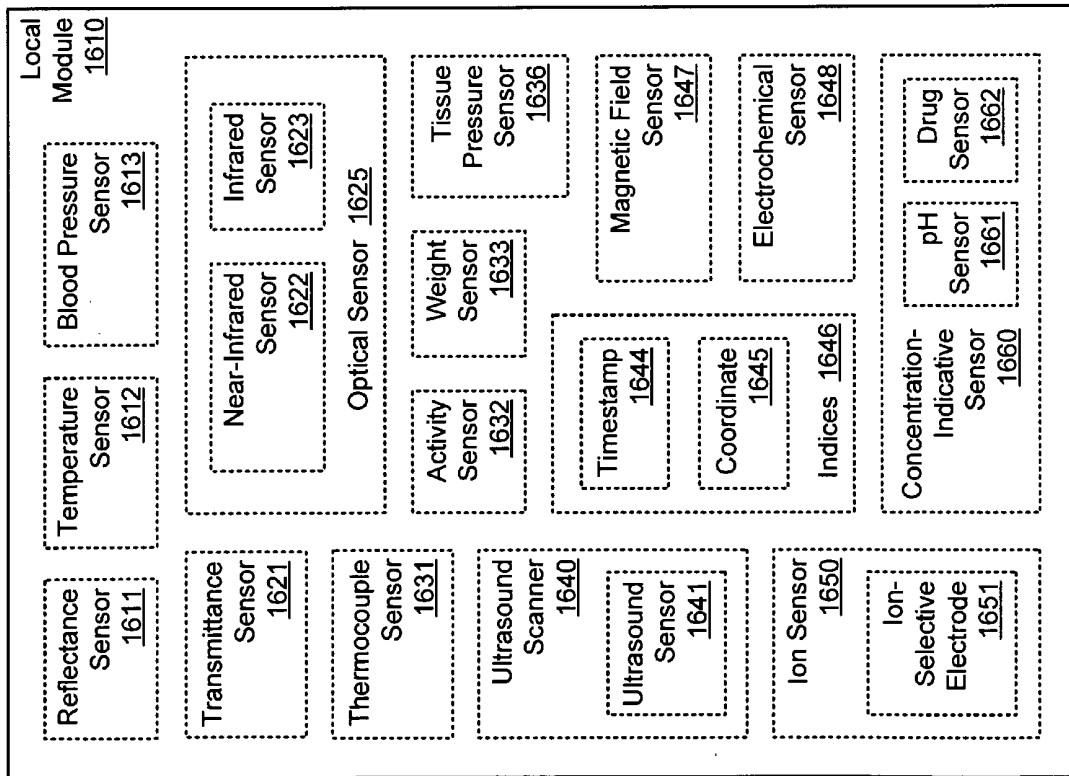 Local
Module
1610
Reflectance
Sensor
1611
Temperature
Sensor
1612
Blood Pressure
Sensor
1613
Transmittance
Sensor
1621
Near-Infrared
Sensor
1622
Infrared
Sensor
1623
Optical Sensor 1625
Thermocouple
Sensor
1631
Activity
Sensor
1632
Weight
Sensor
1633
Tissue
Pressure
Sensor
1636
Ultrasound
Scanner
1640
Ultrasound
Sensor
1641
Timestamp
1644
Coordinate
1645
Indices 1646
Magnetic Field
Sensor
1647
Electrochemical
Sensor
1648
Ion Sensor
1650
Ion-
Selective
Electrode
1651
Concentration-
Indicative
Sensor
1660
pH
Sensor
1661
Drug
Sensor
1662